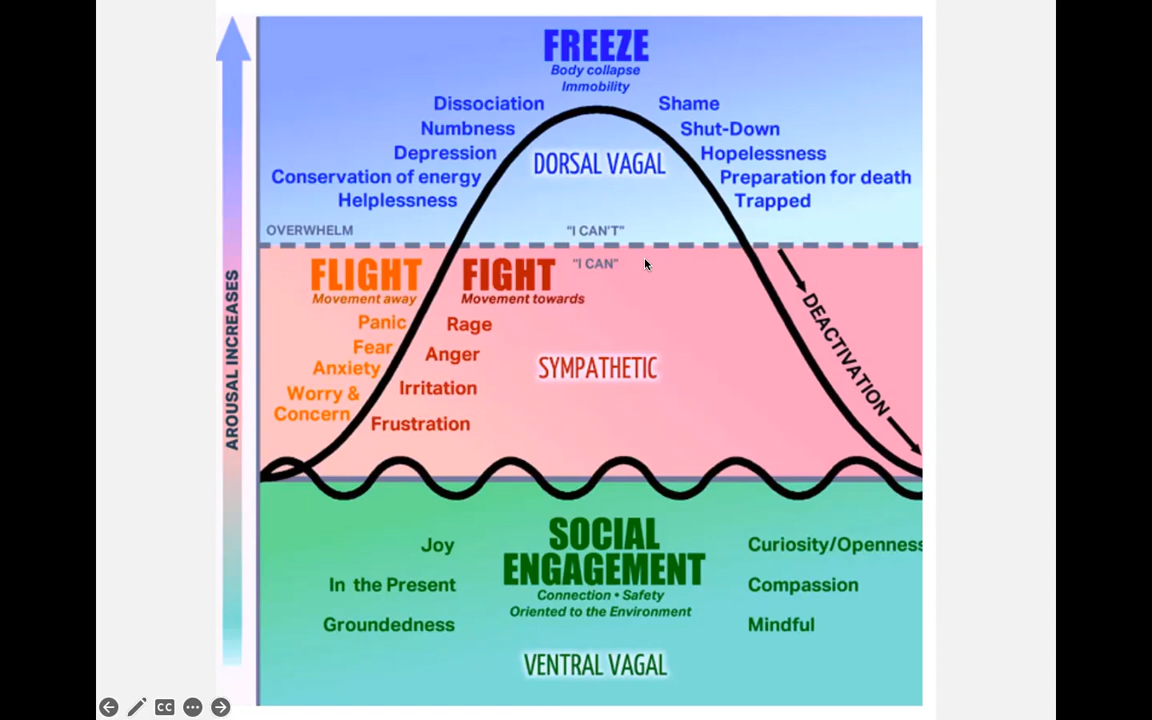 FREEZE
Body collapse
Immobility
Dissociation
Numbness
Depression
Conservation of energy
Helplessness
Shame
Shut-Down
Hopelessness
Preparation for death
Trapped
DORSAL VAGAL
OVERWHELM
"I CAN'T"
"I CAN"
FLIGHT
Movement away
Panic
Fear
Anxiety
Worry &
Concern
FIGHT
Movement towards
Rage
Anger
Irritation
Frustration
SYMPATHETIC
DEACTIVATION
AROUSAL INCREASES
SOCIAL
ENGAGEMENT
Connection • Safety
Oriented to the Environment
Joy
In the Present
Groundedness
Curiosity/Openness
Compassion
Mindful
VENTRAL VAGAL
CC